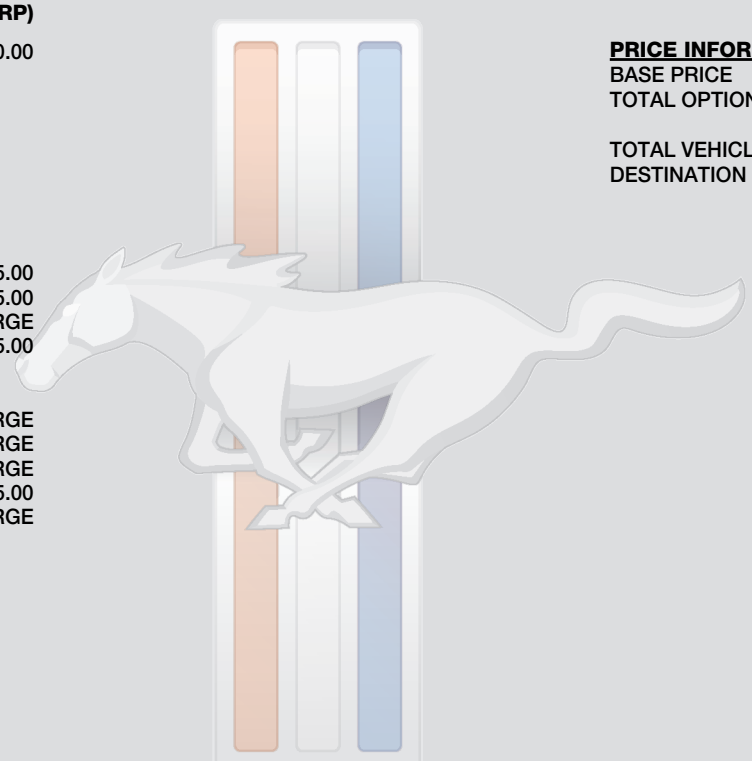 RP)
0.00
5.00
5.00
RGE
5.00
RGE
RGE
RGE
5.00
RGE
PRICE INFOR
BASE PRICE
TOTAL OPTION
TOTAL VEHICL
DESTINATION